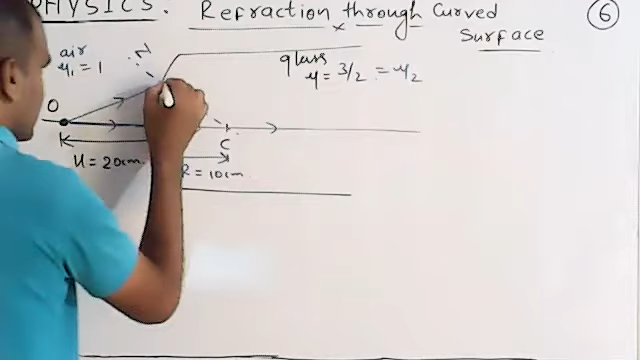 PHYSICS: Refraction through Curved
Surface
6
air
μ₁ = 1
N
glass
μ = 3/2 = μ₂
O
C
u = 20cm
R = 10cm